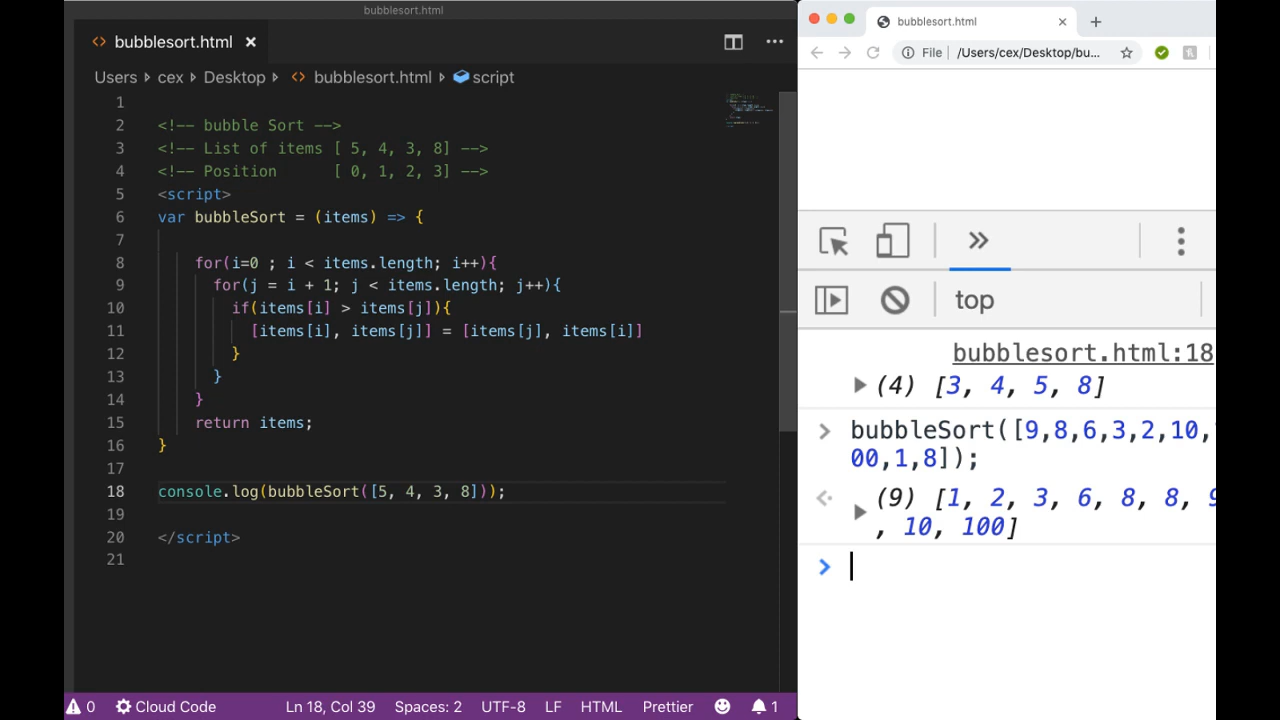 bubblesort.html
bubblesort.html
Users cex Desktop bubblesort.html script
1
2 <!-- bubble Sort -->
3 <!-- List of items [ 5, 4, 3, 8] -->
4 <!-- Position [ 0, 1, 2, 3] -->
5 <script>
6 var bubbleSort = (items) => {
7
8 for(i=0 ; i < items.length; i++){
9 for(j = i + 1; j < items.length; j++){
10 if(items[i] > items[j]){
11 [items[i], items[j]] = [items[j], items[i]]
12 }
13 }
14 }
15 return items;
16 }
17
18 console.log(bubbleSort([5, 4, 3, 8]));
19
20 </script>
21
0 Cloud Code Ln 18, Col 39 Spaces: 2 UTF-8 LF HTML Prettier 1
bubblesort.html
File /Users/cex/Desktop/bu...
top
bubblesort.html:18
(4) [3, 4, 5, 8]
bubbleSort([9,8,6,3,2,10,
00,1,8]);
(9) [1, 2, 3, 6, 8, 8, 9
, 10, 100]